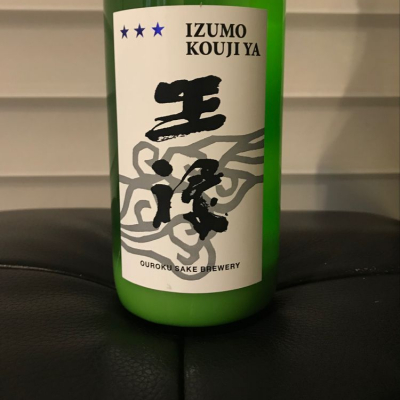 ★★★ IZUMO
KOUJI YA
王
祿
OUROKU SAKE BREWERY